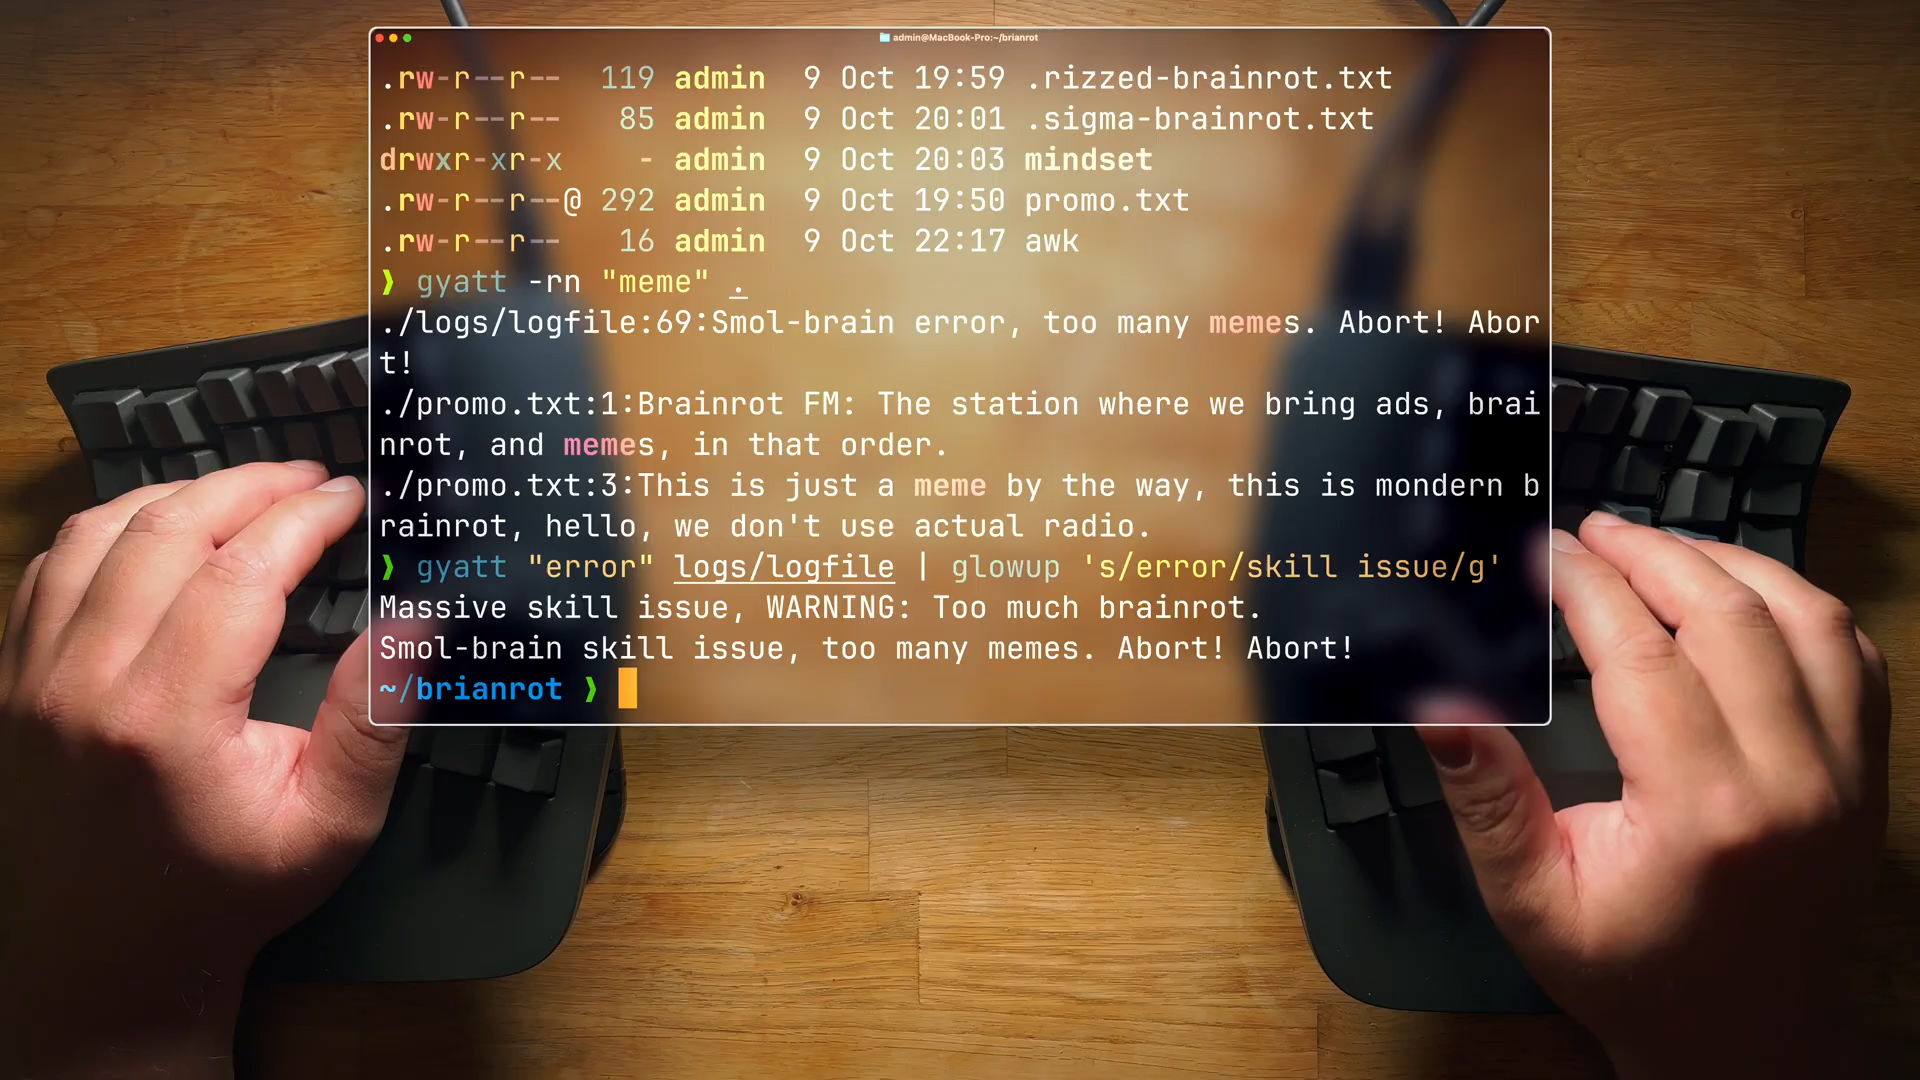 admin@MacBook-Pro:~/brianrot
.rw-r--r-- 119 admin 9 Oct 19:59 .rizzed-brainrot.txt
.rw-r--r-- 85 admin 9 Oct 20:01 .sigma-brainrot.txt
drwxr-xr-x - admin 9 Oct 20:03 mindset
.rw-r--r--@ 292 admin 9 Oct 19:50 promo.txt
.rw-r--r-- 16 admin 9 Oct 22:17 awk
❯ gyatt -rn "meme" .
./logs/logfile:69:Smol-brain error, too many memes. Abort! Abor
t!
./promo.txt:1:Brainrot FM: The station where we bring ads, brai
nrot, and memes, in that order.
./promo.txt:3:This is just a meme by the way, this is mondern b
rainrot, hello, we don't use actual radio.
❯ gyatt "error" logs/logfile | glowup 's/error/skill issue/g'
Massive skill issue, WARNING: Too much brainrot.
Smol-brain skill issue, too many memes. Abort! Abort!
~/brianrot ❯